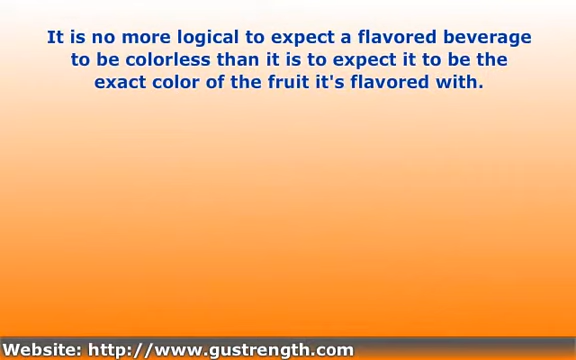 It is no more logical to expect a flavored beverage
to be colorless than it is to expect it to be the
exact color of the fruit it's flavored with.
Website: http://www.gustrength.com